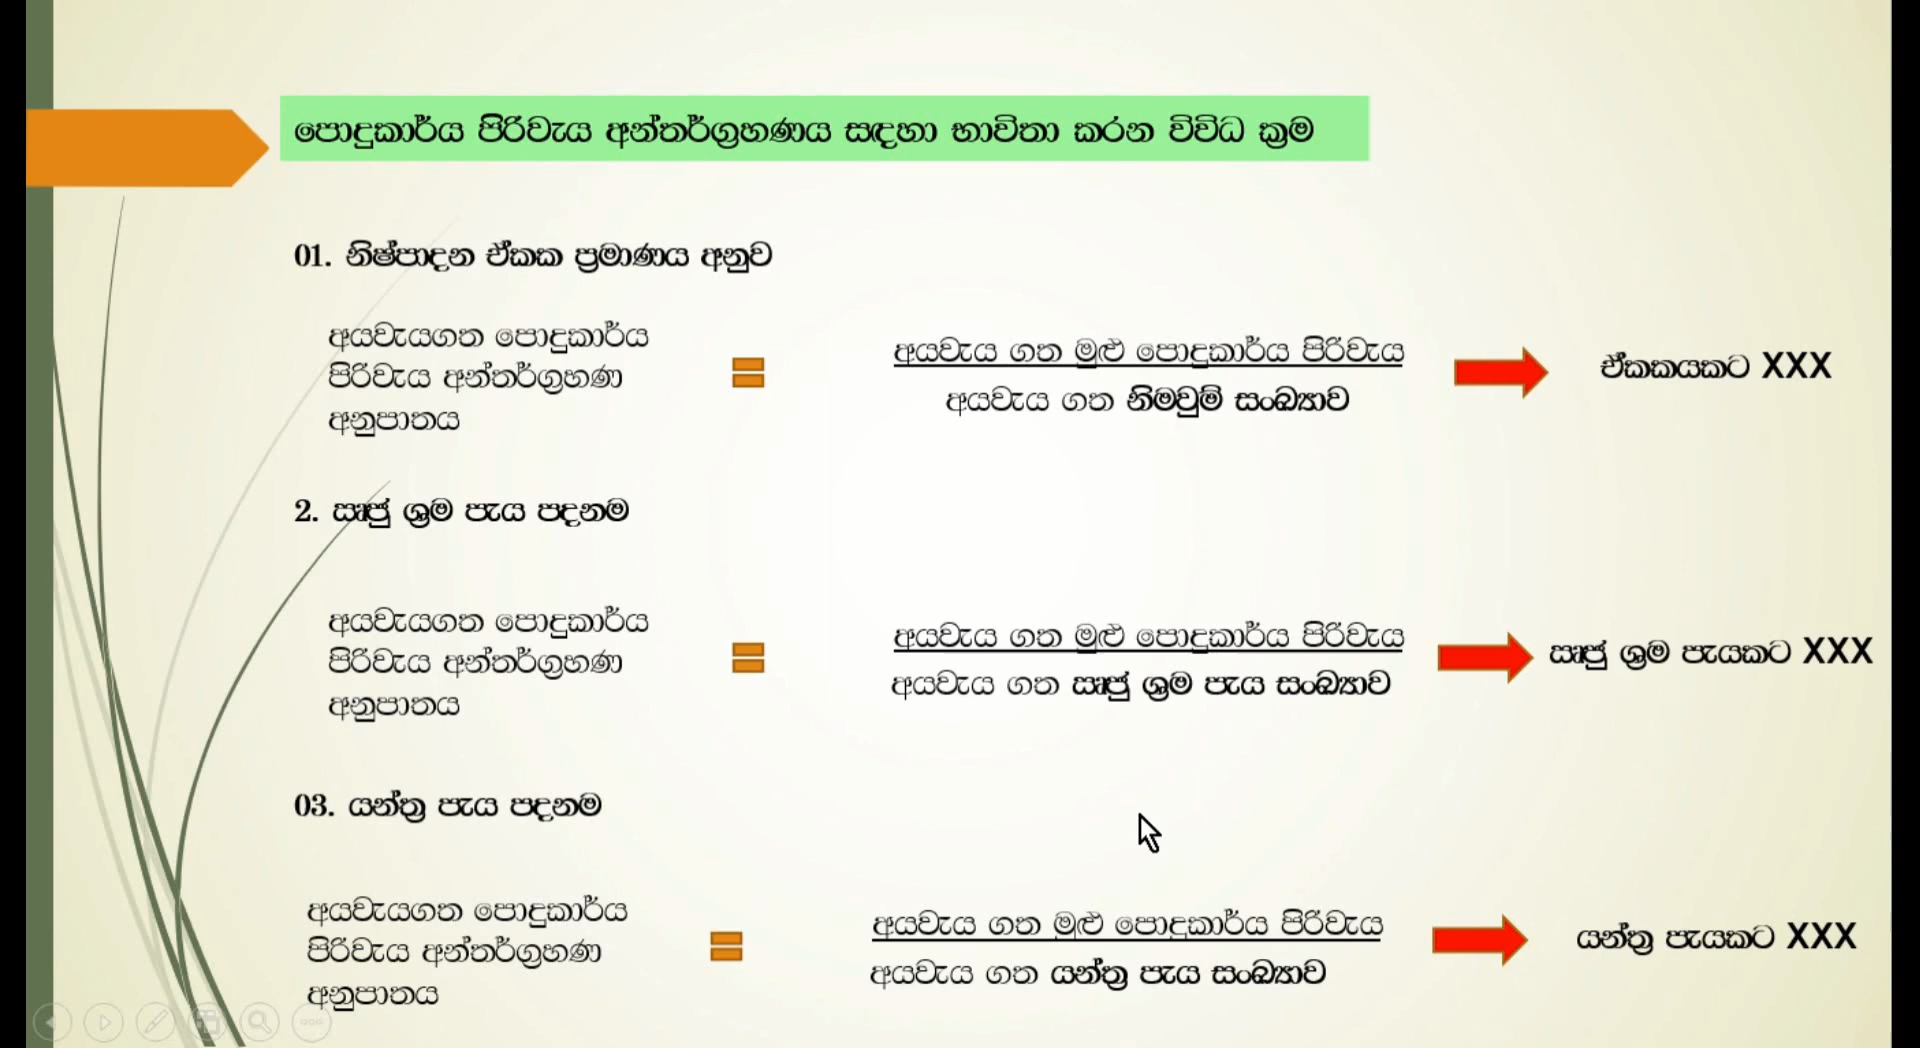 පොදුකාර්ය පිරිවැය අන්තර්ග්‍රහණය සඳහා භාවිතා කරන විවිධ ක්‍රම
01. නිෂ්පාදන ඒකක ප්‍රමාණය අනුව
අයවැයගත පොදුකාර්ය
පිරිවැය අන්තර්ග්‍රහණ
අනුපාතය
=
අයවැය ගත මුළු පොදුකාර්ය පිරිවැය
අයවැය ගත නිමවුම් සංඛ්‍යාව
ඒකකයකට XXX
2. සෘජු ශ්‍රම පැය පදනම
අයවැයගත පොදුකාර්ය
පිරිවැය අන්තර්ග්‍රහණ
අනුපාතය
=
අයවැය ගත මුළු පොදුකාර්ය පිරිවැය
අයවැය ගත සෘජු ශ්‍රම පැය සංඛ්‍යාව
සෘජු ශ්‍රම පැයකට XXX
03. යන්ත්‍ර පැය පදනම
අයවැයගත පොදුකාර්ය
පිරිවැය අන්තර්ග්‍රහණ
අනුපාතය
=
අයවැය ගත මුළු පොදුකාර්ය පිරිවැය
අයවැය ගත යන්ත්‍ර පැය සංඛ්‍යාව
යන්ත්‍ර පැයකට XXX